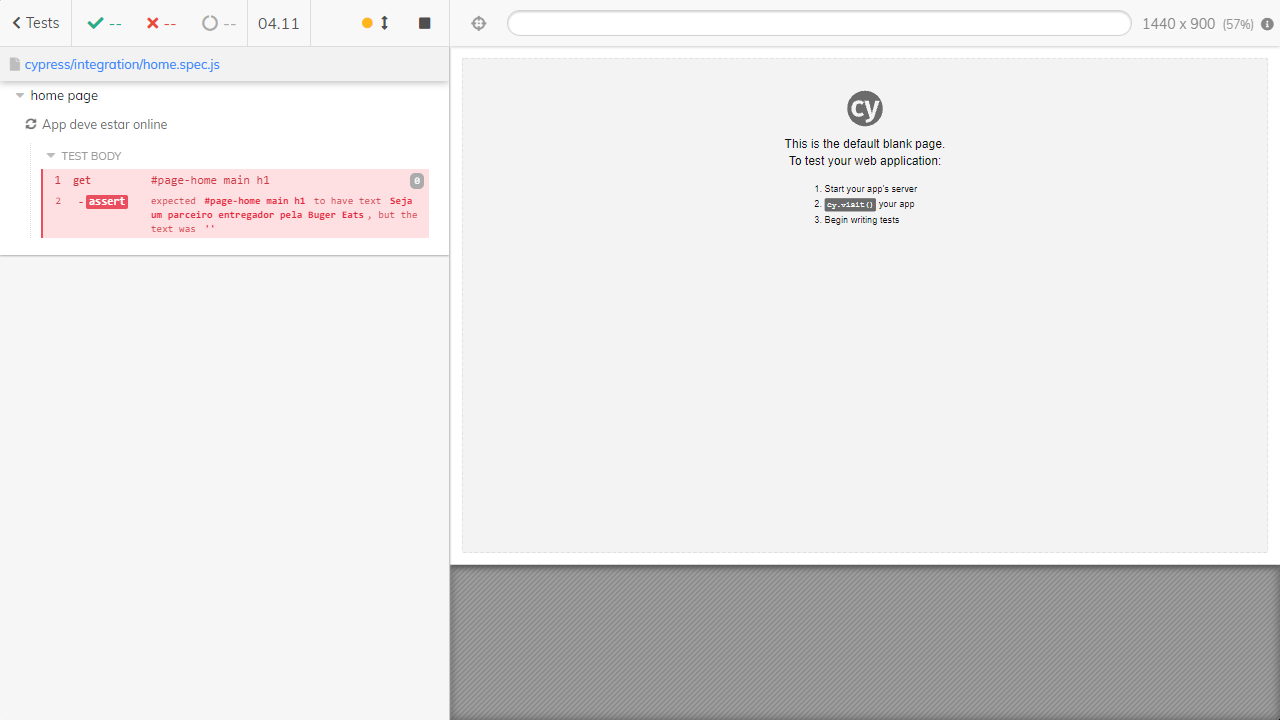 Tests
--
--
--
04.11
1440 x 900 (57%)
cypress/integration/home.spec.js
home page
App deve estar online
TEST BODY
1 get #page-home main h1 0
2 -assert expected #page-home main h1 to have text Seja
um parceiro entregador pela Buger Eats, but the
text was ''
cy
This is the default blank page.
To test your web application:
1. Start your app's server
2. cy.visit() your app
3. Begin writing tests